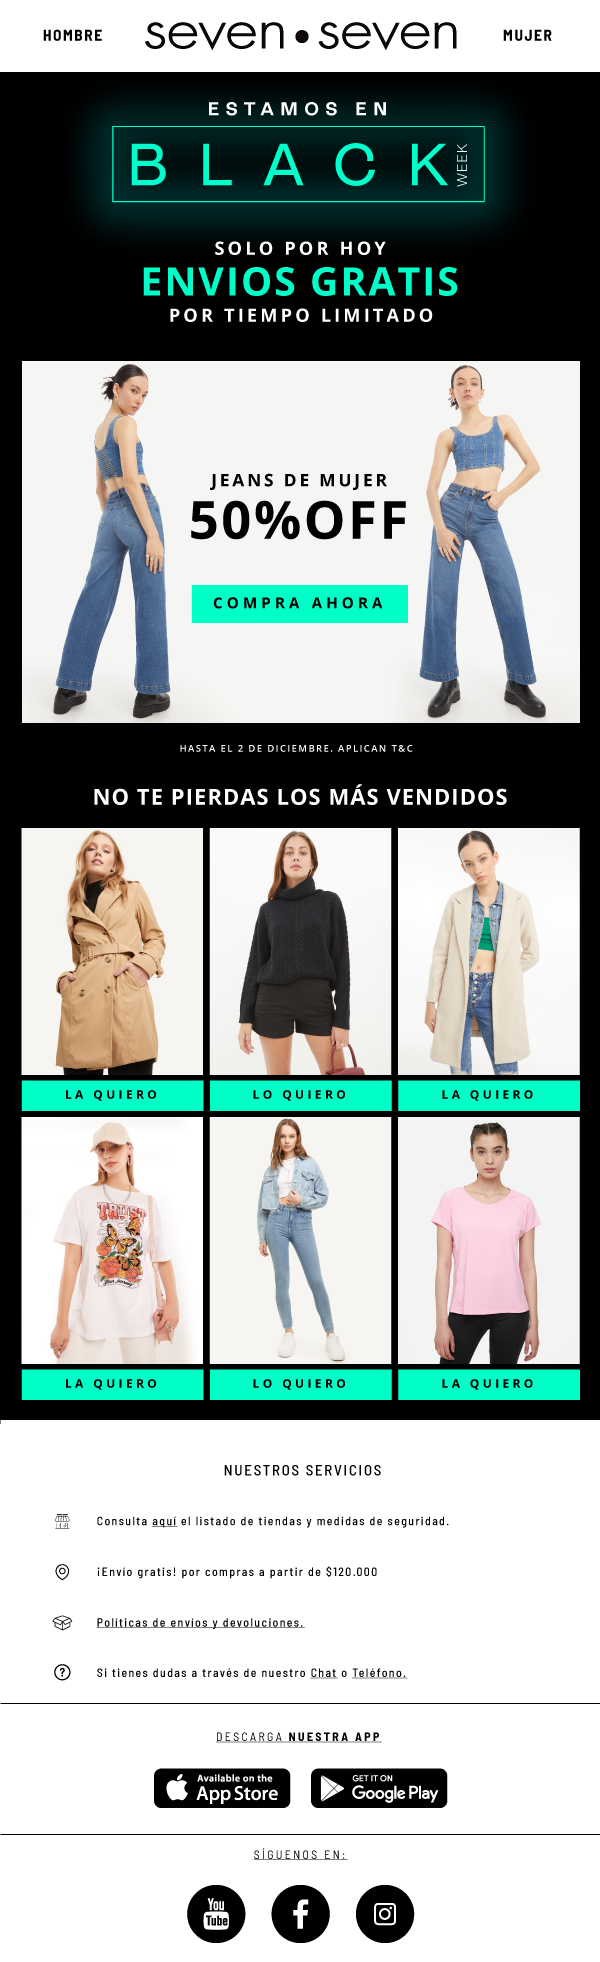 HOMBRE
seven•seven
MUJER
ESTAMOS EN
BLACK
WEEK
SOLO POR HOY
ENVIOS GRATIS
POR TIEMPO LIMITADO
JEANS DE MUJER
50%OFF
COMPRA AHORA
HASTA EL 2 DE DICIEMBRE. APLICAN T&C
NO TE PIERDAS LOS MÁS VENDIDOS
LA QUIERO
LO QUIERO
LA QUIERO
TRUST
LA QUIERO
LO QUIERO
LA QUIERO
NUESTROS SERVICIOS
Consulta aquí el listado de tiendas y medidas de seguridad.
¡Envío gratis! por compras a partir de $120.000
Políticas de envíos y devoluciones.
Si tienes dudas a través de nuestro Chat o Teléfono.
DESCARGA NUESTRA APP
Available on the
App Store
GET IT ON
Google Play
SÍGUENOS EN:
You
Tube